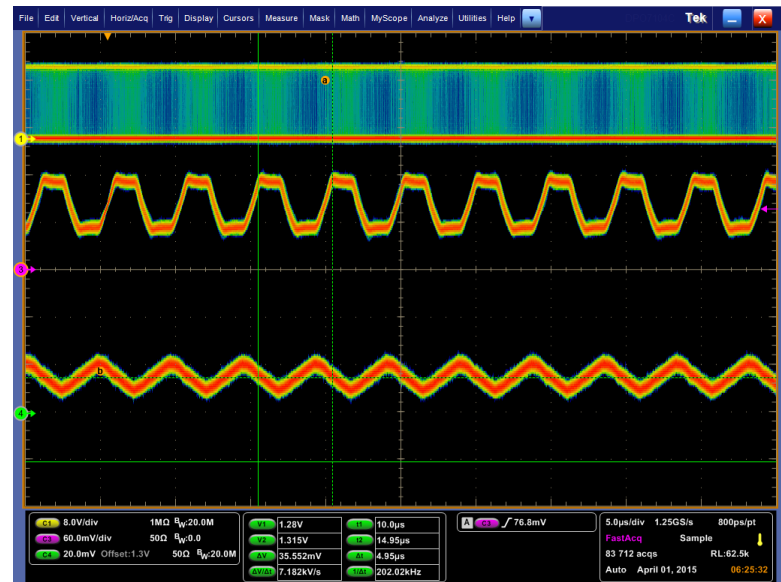 File Edit Vertical Horiz/Acq Trig Display Cursors Measure Mask Math MyScope Analyze Utilities Help Tek X
a
1
3
b
4
C1 8.0V/div 1MΩ BW:20.0M
C3 60.0mV/div 50Ω BW:0.0
C4 20.0mV Offset:1.3V 50Ω BW:20.0M
V1 1.28V t1 10.0µs
V2 1.315V t2 14.95µs
ΔV 35.552mV Δt 4.95µs
ΔV/Δt 7.182kV/s 1/Δt 202.02kHz
A C3 76.8mV
5.0µs/div 1.25GS/s 800ps/pt
FastAcq Sample
83 712 acqs RL:62.5k
Auto April 01, 2015 06:25:32